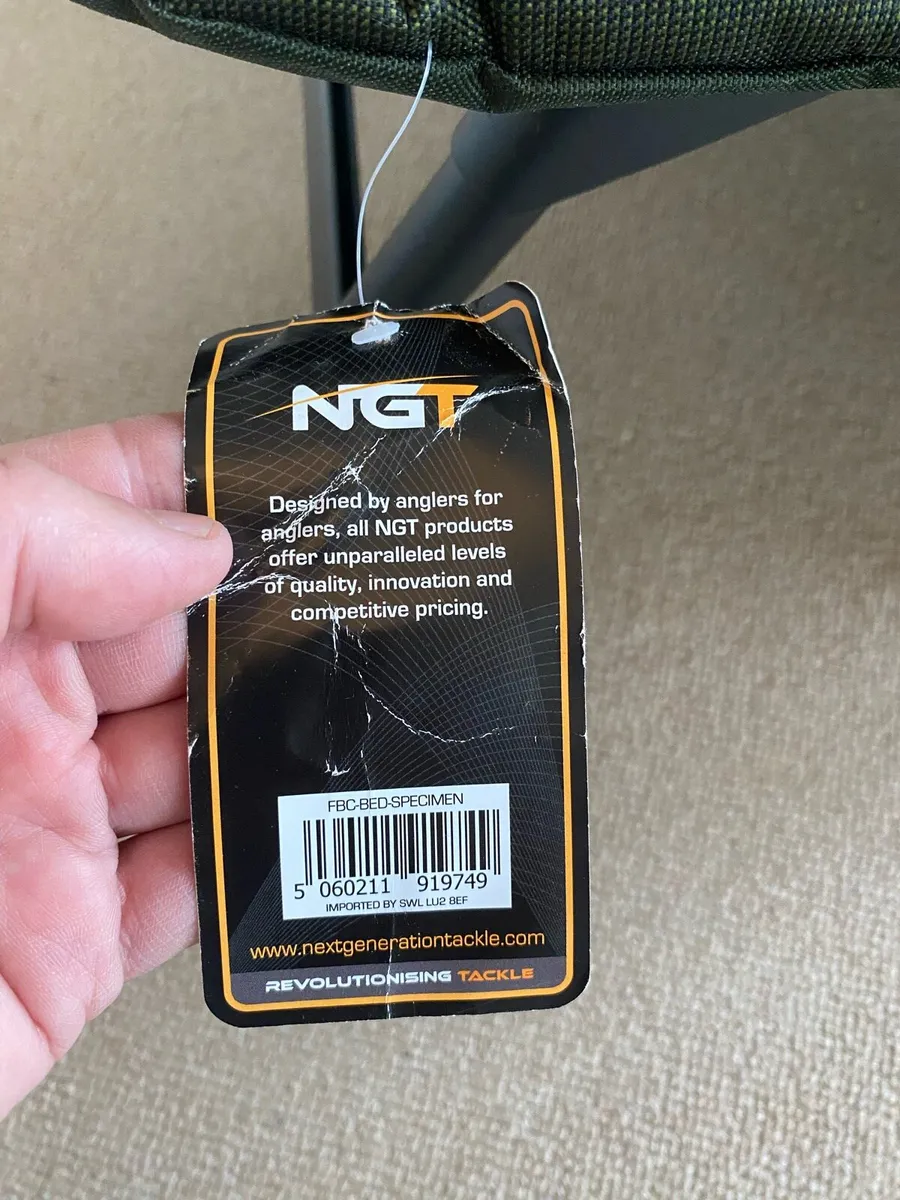 NGT
Designed by anglers for
anglers, all NGT products
offer unparalleled levels
of quality, innovation and
competitive pricing.
FBC-BED-SPECIMEN
5 060211 919749
IMPORTED BY SWL LU2 8EF
www.nextgenerationtackle.com
REVOLUTIONISING TACKLE